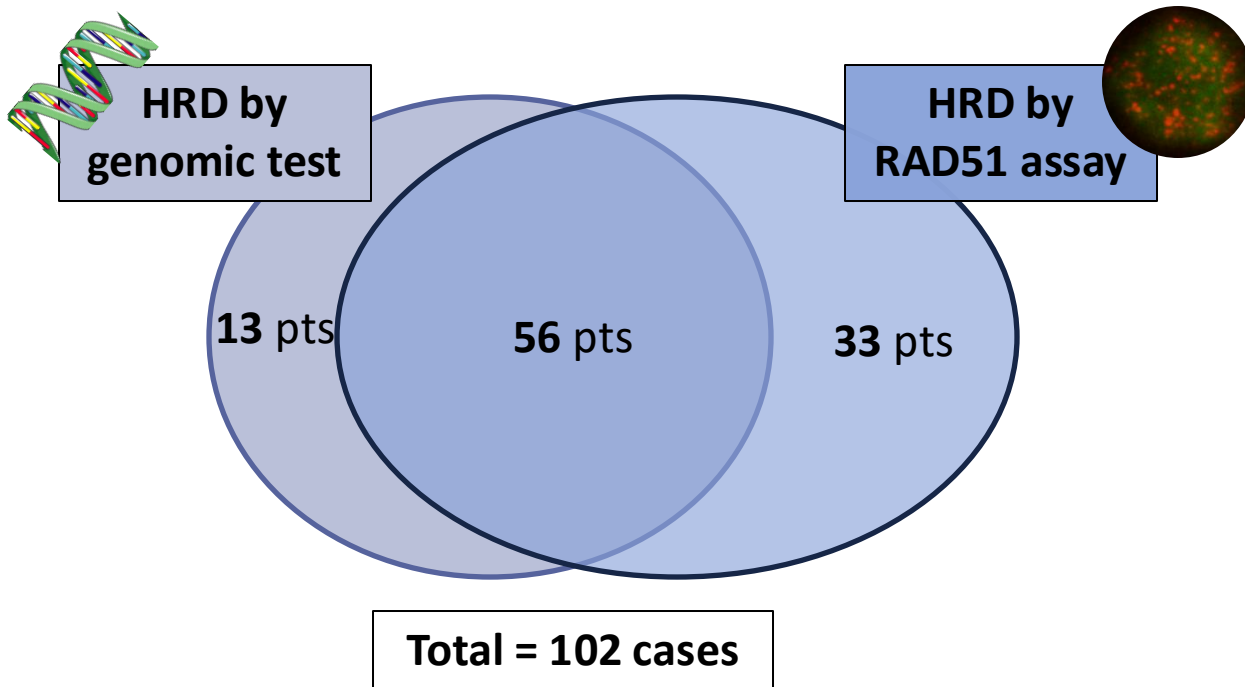 HRD by
genomic test
HRD by
RAD51 assay
13 pts
56 pts
33 pts
Total = 102 cases